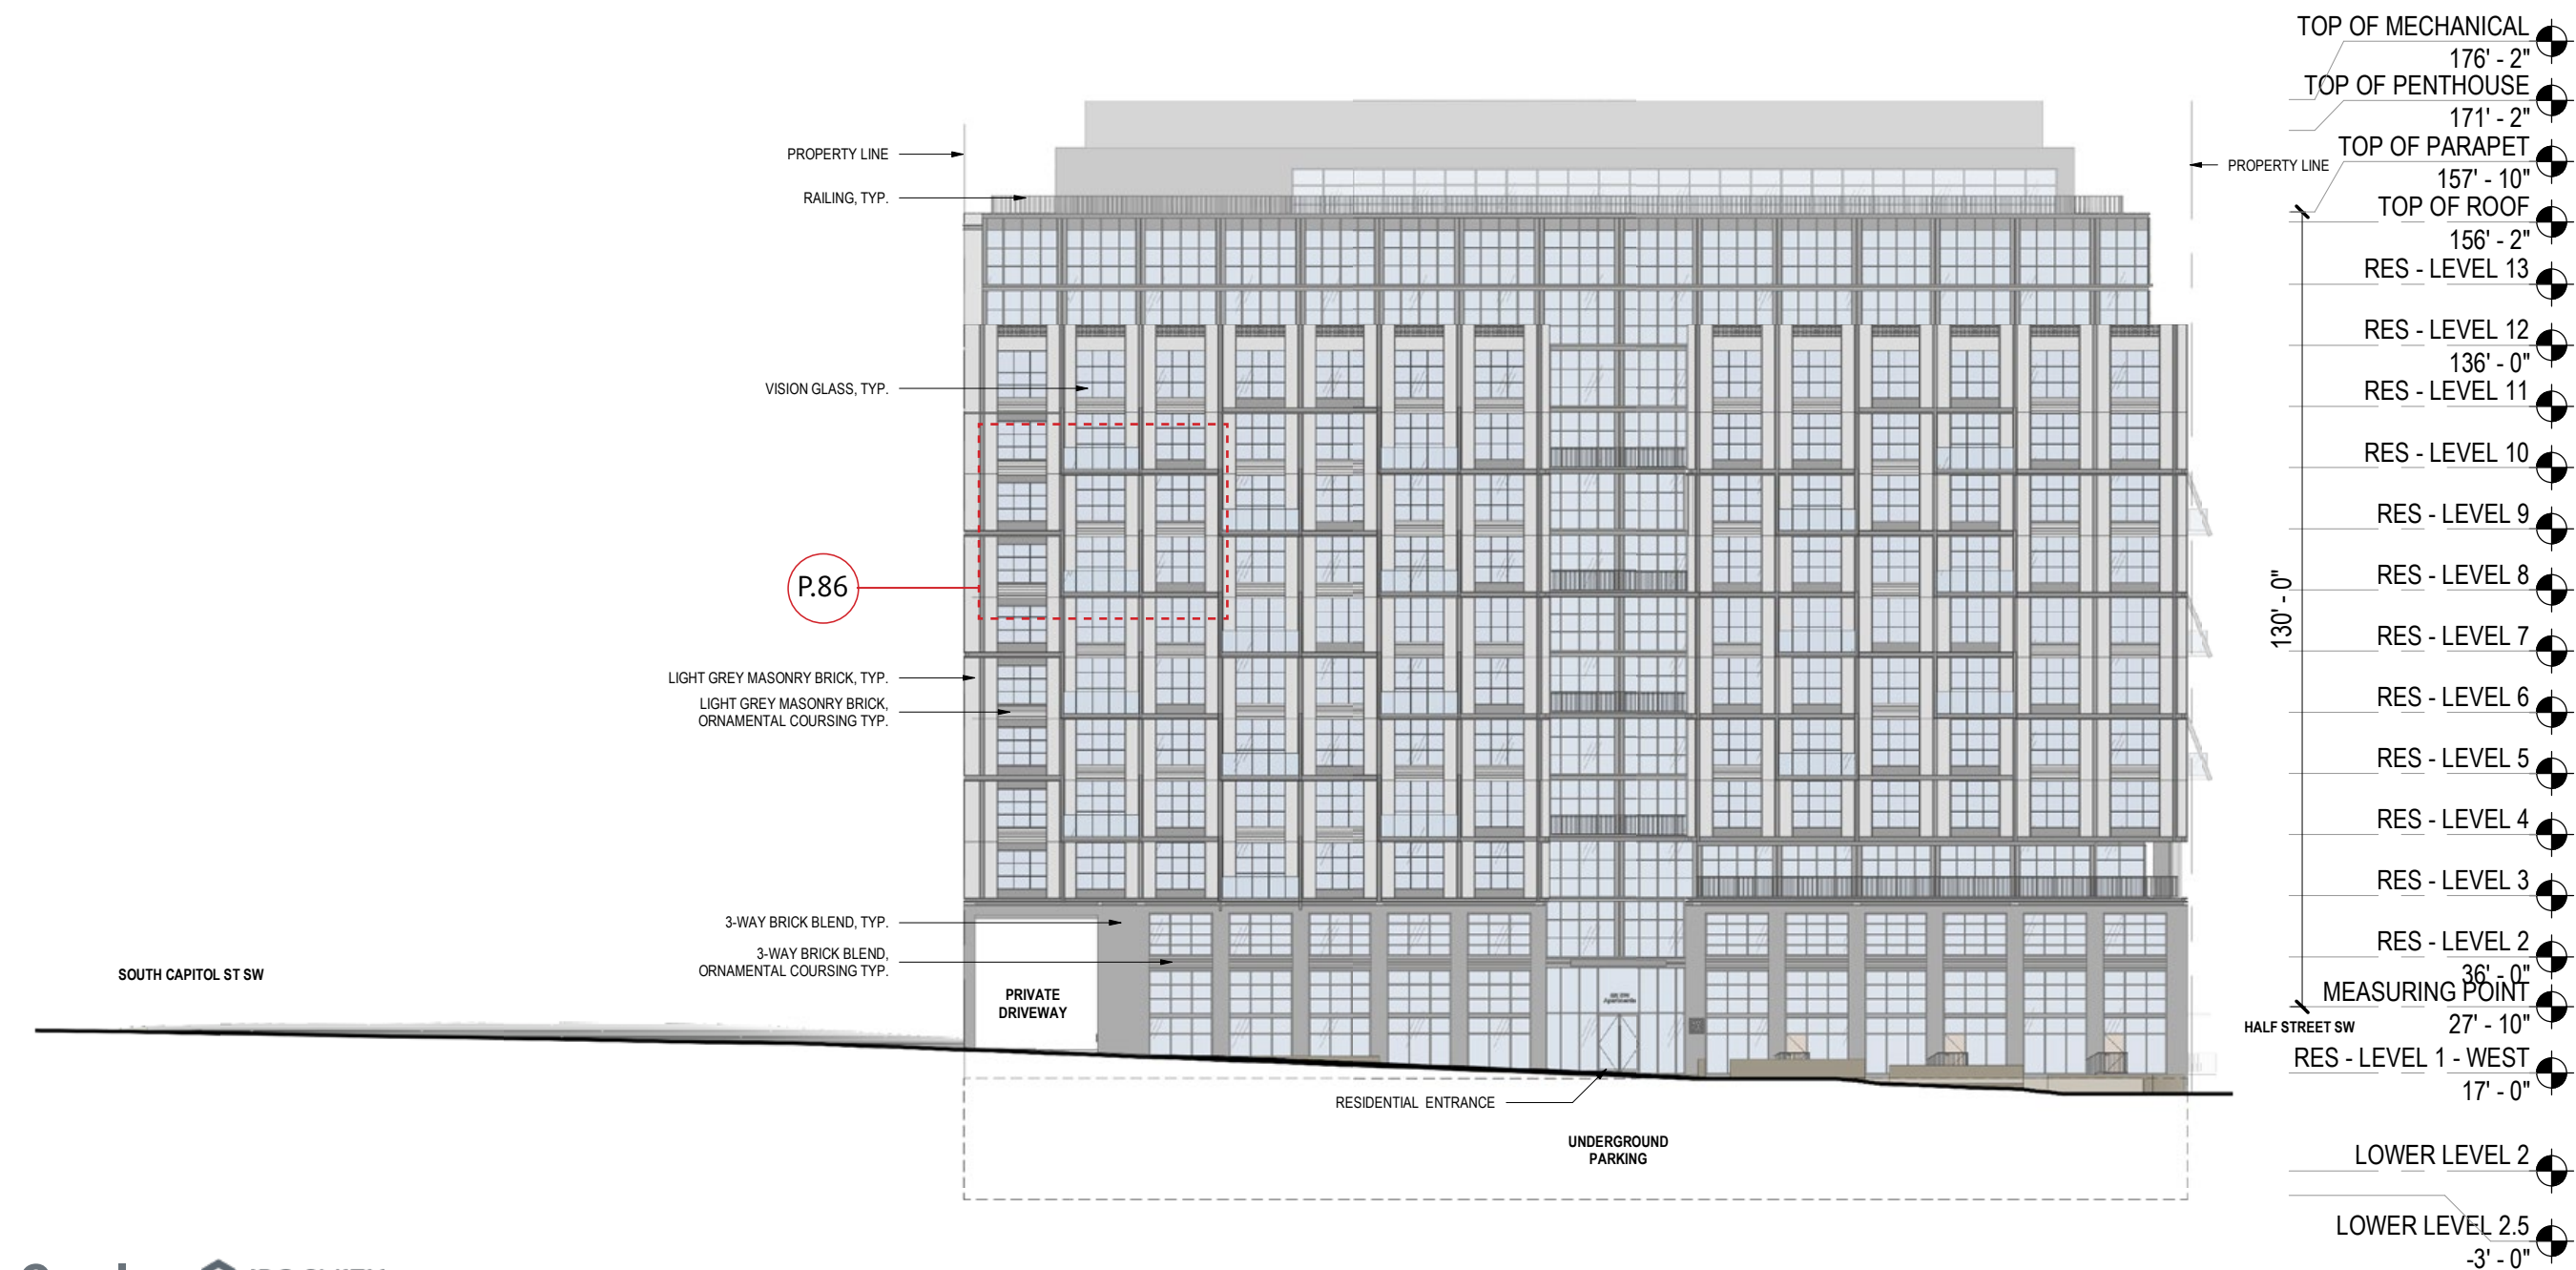 TOP OF MECHANICAL
176' - 2"
TOP OF PENTHOUSE
171' - 2"
TOP OF PARAPET
157' - 10"
TOP OF ROOF
156' - 2"
RES - LEVEL 13
RES - LEVEL 12
136' - 0"
RES - LEVEL 11
RES - LEVEL 10
RES - LEVEL 9
RES - LEVEL 8
RES - LEVEL 7
RES - LEVEL 6
RES - LEVEL 5
RES - LEVEL 4
RES - LEVEL 3
RES - LEVEL 2
36' - 0"
MEASURING POINT
27' - 10"
RES - LEVEL 1 - WEST
17' - 0"
LOWER LEVEL 2
LOWER LEVEL 2.5
-3' - 0"
130' - 0"
PROPERTY LINE
HALF STREET SW
PROPERTY LINE
RAILING, TYP.
VISION GLASS, TYP.
P.86
LIGHT GREY MASONRY BRICK, TYP.
LIGHT GREY MASONRY BRICK,
ORNAMENTAL COURSING TYP.
3-WAY BRICK BLEND, TYP.
3-WAY BRICK BLEND,
ORNAMENTAL COURSING TYP.
SOUTH CAPITOL ST SW
PRIVATE
DRIVEWAY
Apartments
RESIDENTIAL ENTRANCE
UNDERGROUND
PARKING